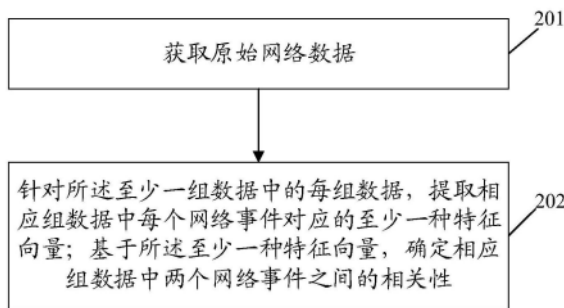 获取原始网络数据
201
针对所述至少一组数据中的每组数据，提取相
应组数据中每个网络事件对应的至少一种特征
向量；基于所述至少一种特征向量，确定相应
组数据中两个网络事件之间的相关性
202